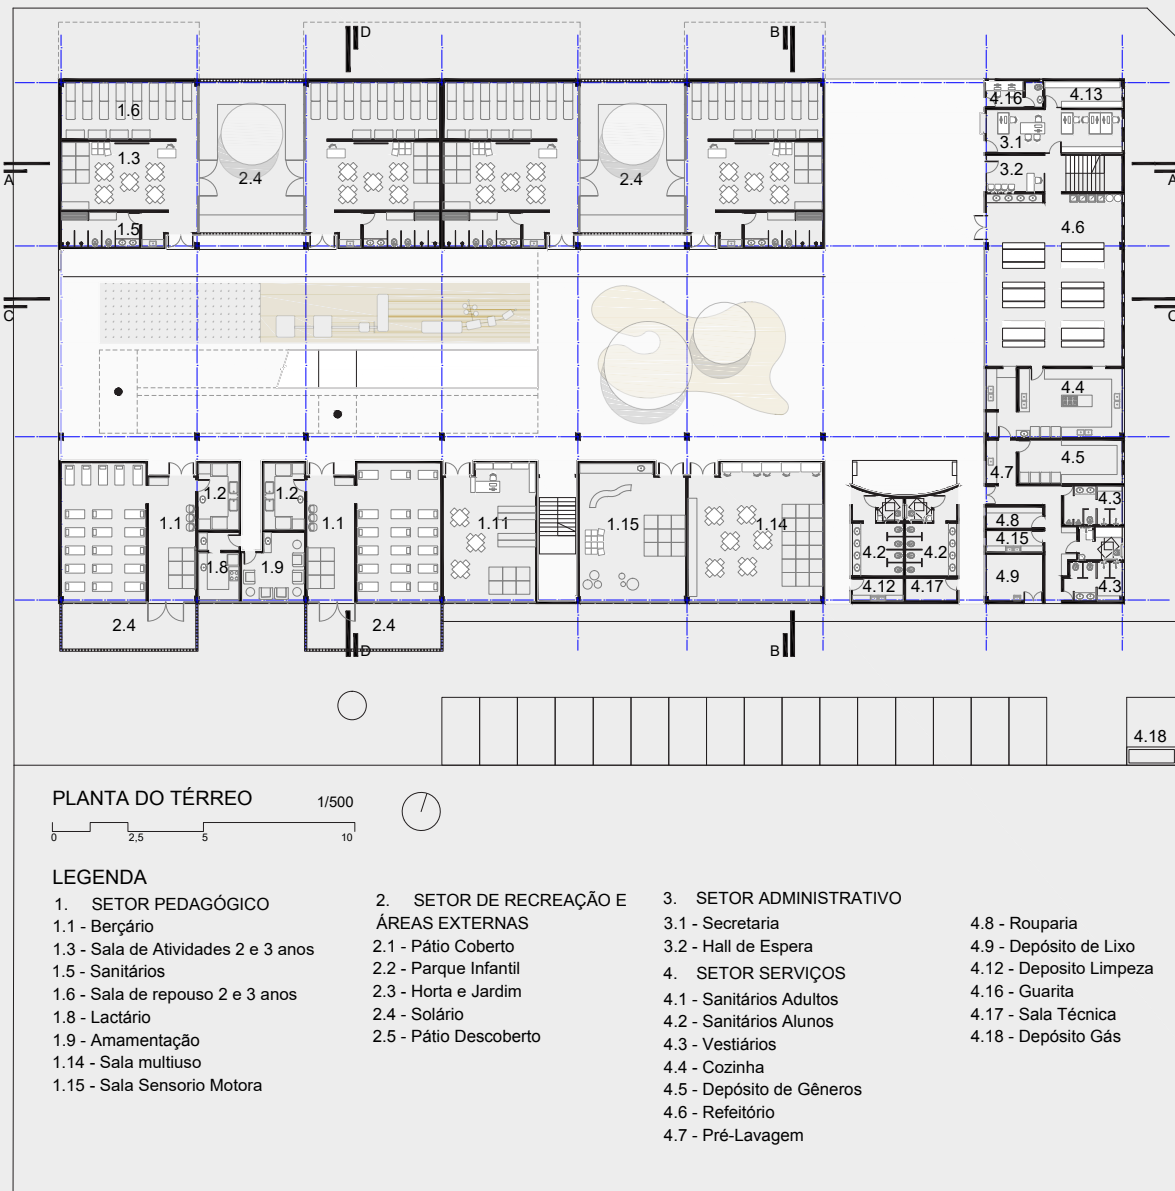 D
B
1.6
4.16
4.13
3.1
1.3
2.4
2.4
3.2
A
A
1.5
4.6
C
C
4.4
4.5
4.7
1.2
1.2
1.1
1.1
1.11
1.15
1.14
4.3
4.8
4.15
4.2
4.2
1.8
1.9
4.9
4.12
4.17
4.3
2.4
2.4
D
B
4.18
PLANTA DO TÉRREO
1/500
0
2,5
5
10
LEGENDA
1. SETOR PEDAGÓGICO
1.1 - Berçário
1.3 - Sala de Atividades 2 e 3 anos
1.5 - Sanitários
1.6 - Sala de repouso 2 e 3 anos
1.8 - Lactário
1.9 - Amamentação
1.14 - Sala multiuso
1.15 - Sala Sensorio Motora
2. SETOR DE RECREAÇÃO E
ÁREAS EXTERNAS
2.1 - Pátio Coberto
2.2 - Parque Infantil
2.3 - Horta e Jardim
2.4 - Solário
2.5 - Pátio Descoberto
3. SETOR ADMINISTRATIVO
3.1 - Secretaria
3.2 - Hall de Espera
4. SETOR SERVIÇOS
4.1 - Sanitários Adultos
4.2 - Sanitários Alunos
4.3 - Vestiários
4.4 - Cozinha
4.5 - Depósito de Gêneros
4.6 - Refeitório
4.7 - Pré-Lavagem
4.8 - Rouparia
4.9 - Depósito de Lixo
4.12 - Deposito Limpeza
4.16 - Guarita
4.17 - Sala Técnica
4.18 - Depósito Gás